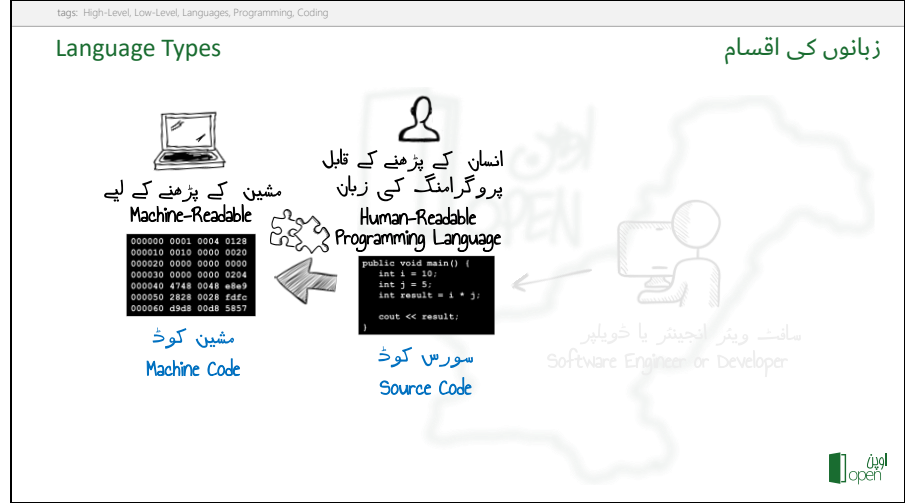 tags: High-Level, Low-Level, Languages, Programming, Coding
Language Types
زبانوں کی اقسام
انسان کے پڑھنے کے قابل
پروگرامنگ کی زبان
Human-Readable
Programming Language
public void main() {
int i = 10;
int j = 5;
int result = i * j;
cout << result;
}
سورس کوڈ
Source Code
مشین کے پڑھنے کے لیے
Machine-Readable
000000 0001 0004 0128
000010 0010 0000 0020
000020 0000 0000 0000
000030 0000 0000 0204
000040 4748 0048 e8e9
000050 2828 0028 fdfc
000060 d9d8 00d8 5857
مشین کوڈ
Machine Code
سافٹ ویئر انجینئر یا ڈویلپر
Software Engineer or Developer
اوپن
OPEN
اوپن
open